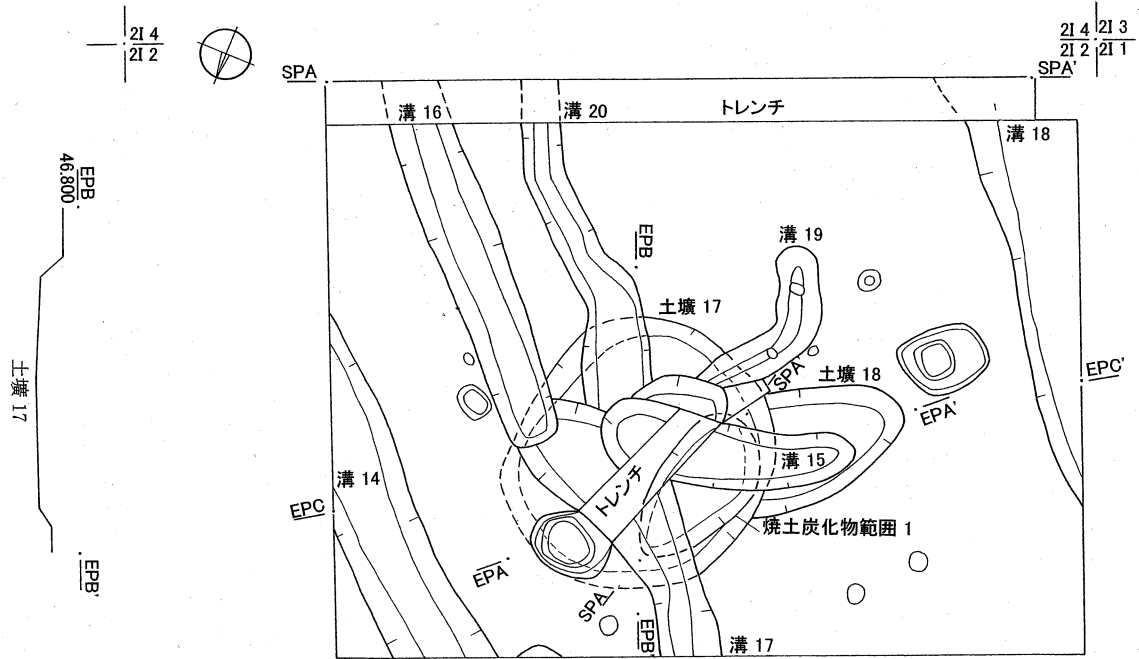 2I 4
2I 2
2I 4 2I 3
2I 2 2I 1
SPA
SPA'
溝 16
溝 20
トレンチ
溝 18
EPB
46.800
EPB
溝 19
土壙 17
SPA'
土壙 18
EPC'
EPA'
土壙 17
溝 14
溝 15
トレンチ
EPC
焼土炭化物範囲 1
EPA
SPA
EPB'
EPB'
溝 17